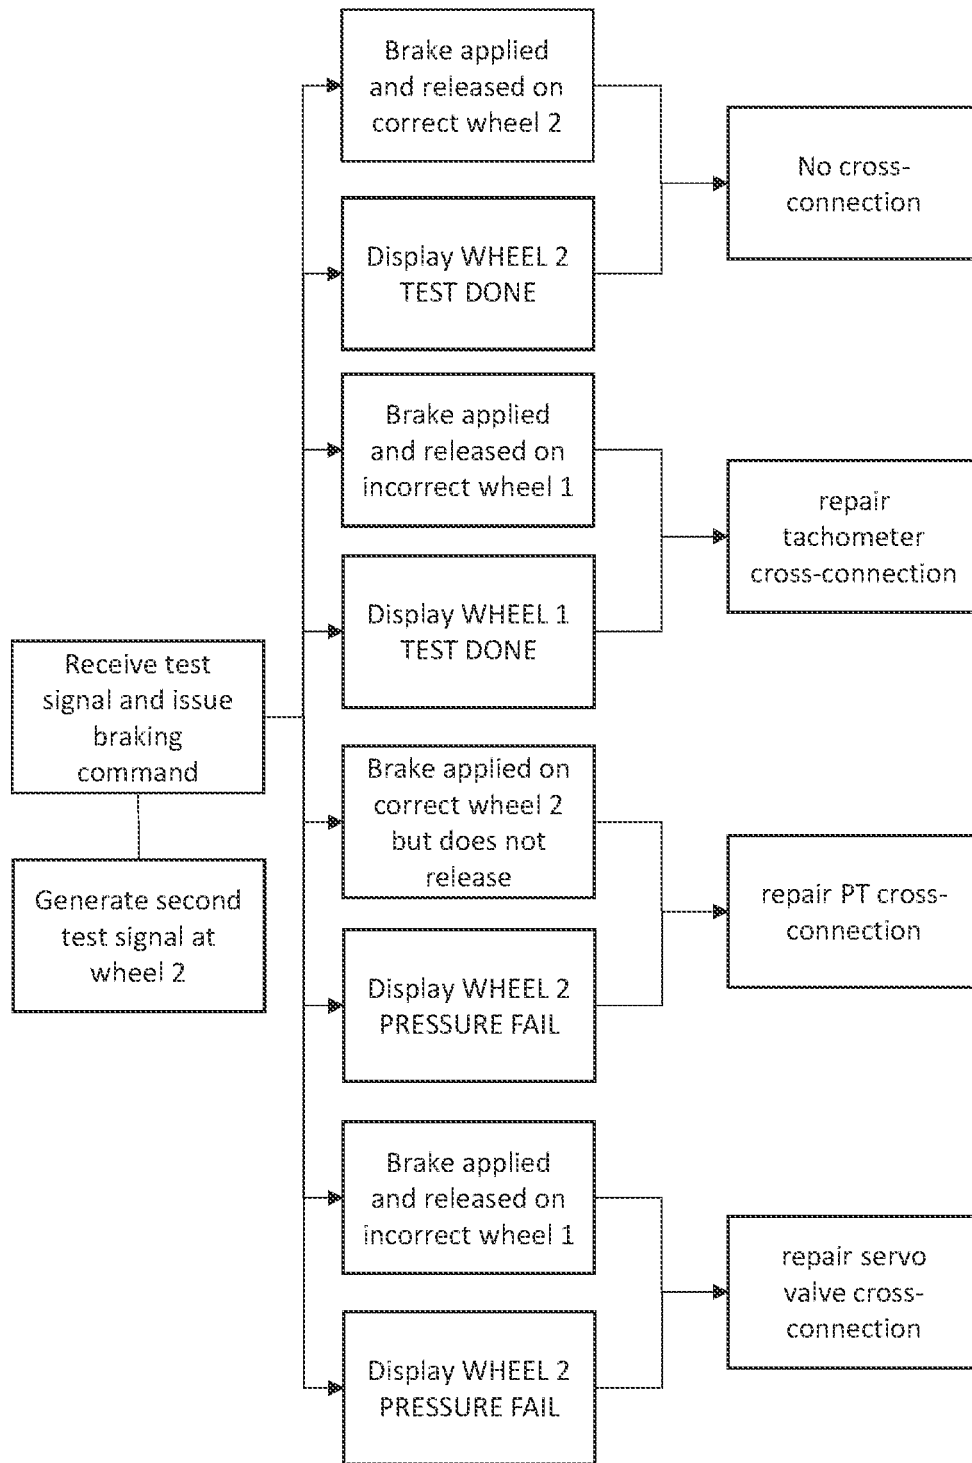 Brake applied
and released on
correct wheel 2
No cross-
connection
Display WHEEL 2
TEST DONE
Brake applied
and released on
incorrect wheel 1
repair
tachometer
cross-connection
Display WHEEL 1
TEST DONE
Receive test
signal and issue
braking
command
Brake applied on
correct wheel 2
but does not
release
repair PT cross-
connection
Generate second
test signal at
wheel 2
Display WHEEL 2
PRESSURE FAIL
Brake applied
and released on
incorrect wheel 1
repair servo
valve cross-
connection
Display WHEEL 2
PRESSURE FAIL